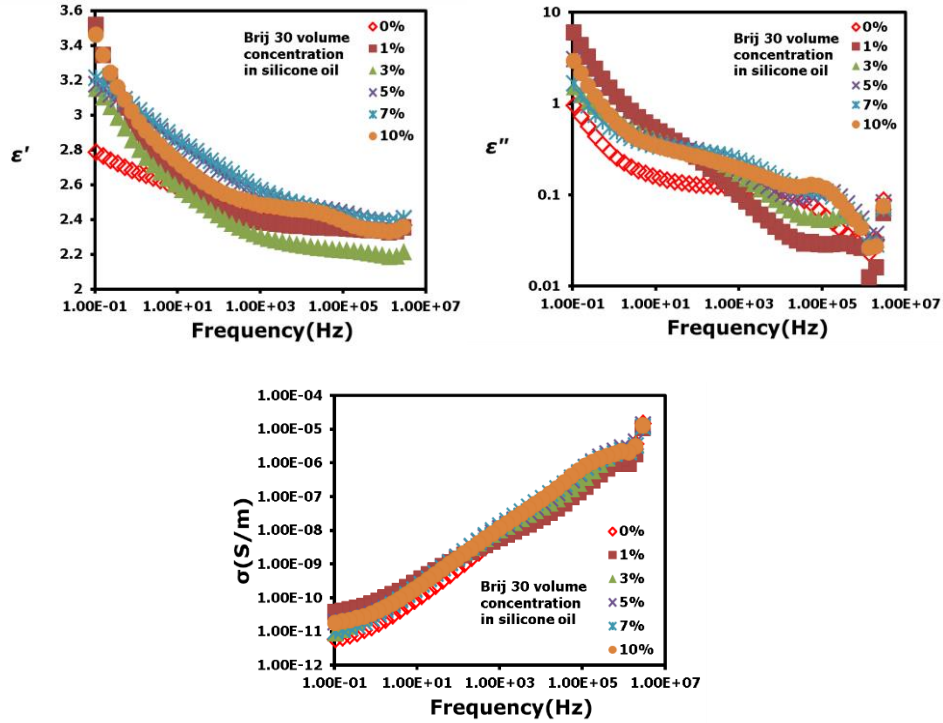 3.6
3.4
3.2
3
2.8
2.6
2.4
2.2
2
ε′
Brij 30 volume
concentration
in silicone oil
0%
1%
3%
5%
7%
10%
1.00E-01 1.00E+01 1.00E+03 1.00E+05 1.00E+07
Frequency(Hz)
10
1
0.1
0.01
ε″
Brij 30 volume
concentration
in silicone oil
0%
1%
3%
5%
7%
10%
1.00E-01 1.00E+01 1.00E+03 1.00E+05 1.00E+07
Frequency(Hz)
1.00E-04
1.00E-05
1.00E-06
1.00E-07
1.00E-08
1.00E-09
1.00E-10
1.00E-11
1.00E-12
σ(S/m)
0%
1%
3%
5%
7%
10%
Brij 30 volume
concentration
in silicone oil
1.00E-01 1.00E+01 1.00E+03 1.00E+05 1.00E+07
Frequency(Hz)